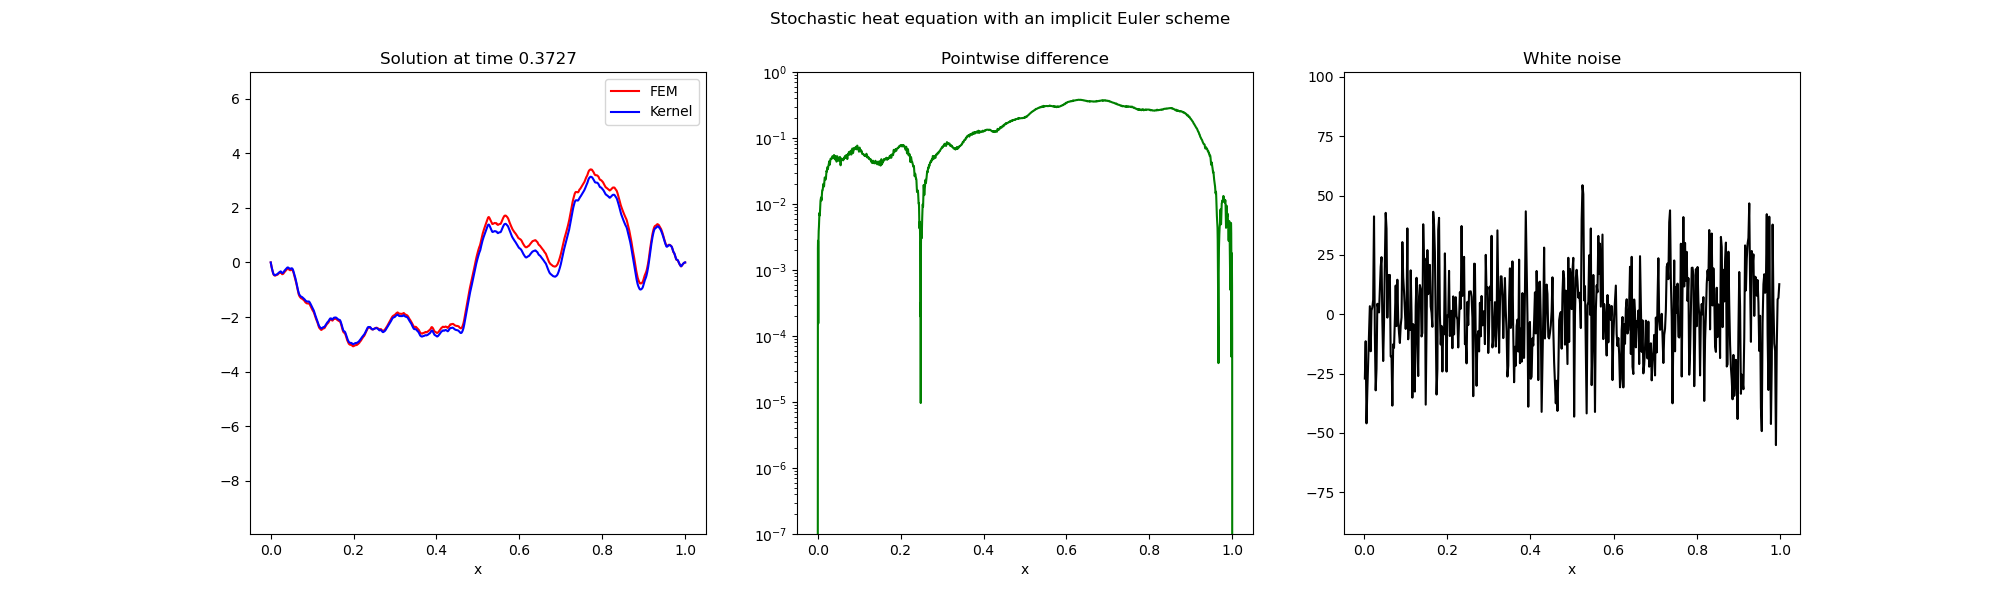 Stochastic heat equation with an implicit Euler scheme
Solution at time 0.3727
FEM
Kernel
6
4
2
0
−2
−4
−6
−8
0.0 0.2 0.4 0.6 0.8 1.0
x
Pointwise difference
10⁰
10⁻¹
10⁻²
10⁻³
10⁻⁴
10⁻⁵
10⁻⁶
10⁻⁷
0.0 0.2 0.4 0.6 0.8 1.0
x
White noise
100
75
50
25
0
−25
−50
−75
0.0 0.2 0.4 0.6 0.8 1.0
x